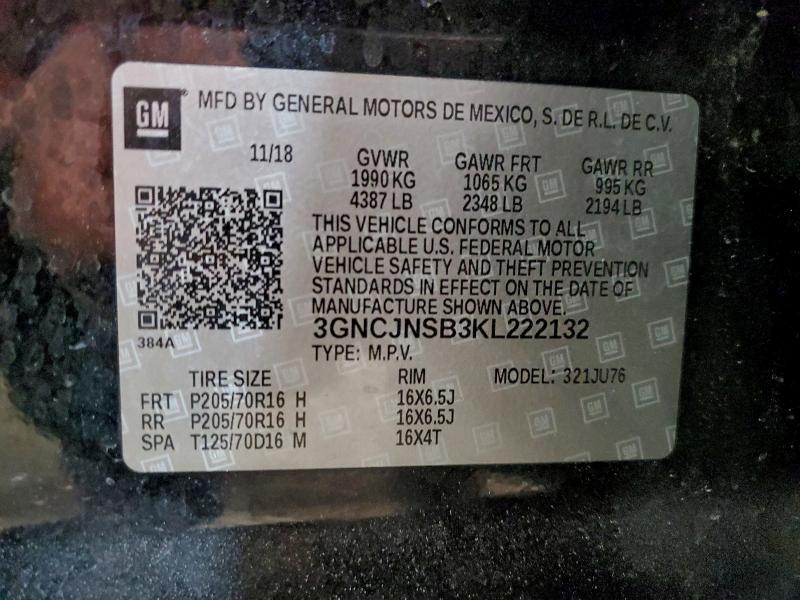 GM
MFD BY GENERAL MOTORS DE MEXICO, S. DE R.L. DE C.V.
11/18 GVWR GAWR FRT GAWR RR
1990 KG 1065 KG 995 KG
4387 LB 2348 LB 2194 LB
THIS VEHICLE CONFORMS TO ALL
APPLICABLE U.S. FEDERAL MOTOR
VEHICLE SAFETY AND THEFT PREVENTION
STANDARDS IN EFFECT ON THE DATE OF
MANUFACTURE SHOWN ABOVE.
3GNCJNSB3KL222132
384A
TYPE: M.P.V.
TIRE SIZE RIM MODEL: 321JU76
FRT P205/70R16 H 16X6.5J
RR P205/70R16 H 16X6.5J
SPA T125/70D16 M 16X4T